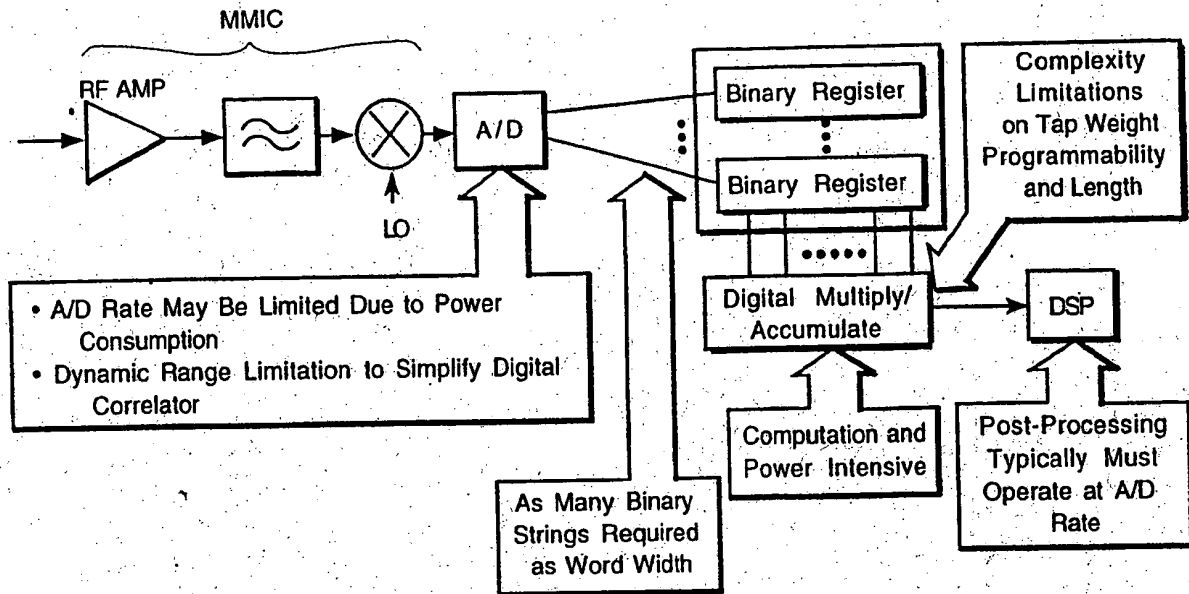 MMIC
RF AMP
A/D
LO
Binary Register
Binary Register
Complexity
Limitations
on Tap Weight
Programmability
and Length
Digital Multiply/
Accumulate
DSP
• A/D Rate May Be Limited Due to Power
Consumption
• Dynamic Range Limitation to Simplify Digital
Correlator
As Many Binary
Strings Required
as Word Width
Computation and
Power Intensive
Post-Processing
Typically Must
Operate at A/D
Rate